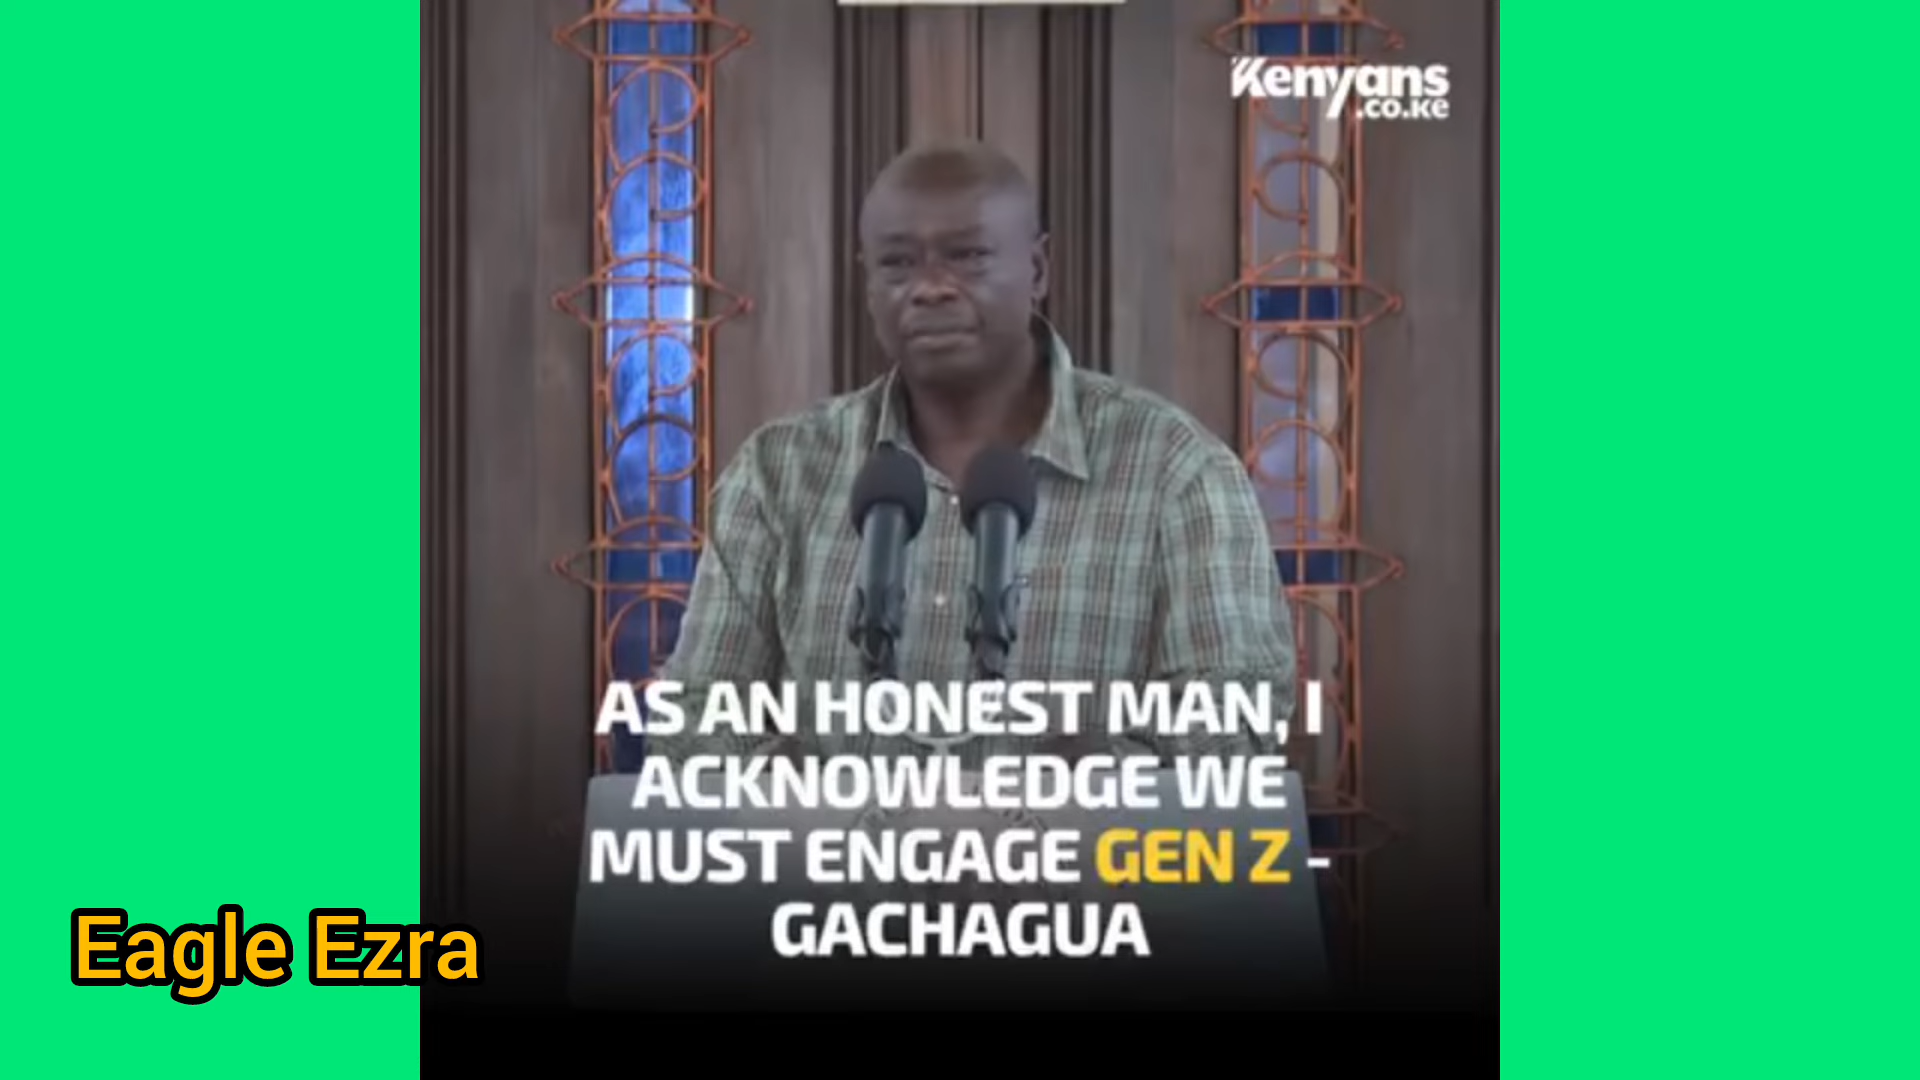 Kenyans
.co.ke
AS AN HONEST MAN, I
ACKNOWLEDGE WE
MUST ENGAGE GEN Z -
GACHAGUA
Eagle Ezra